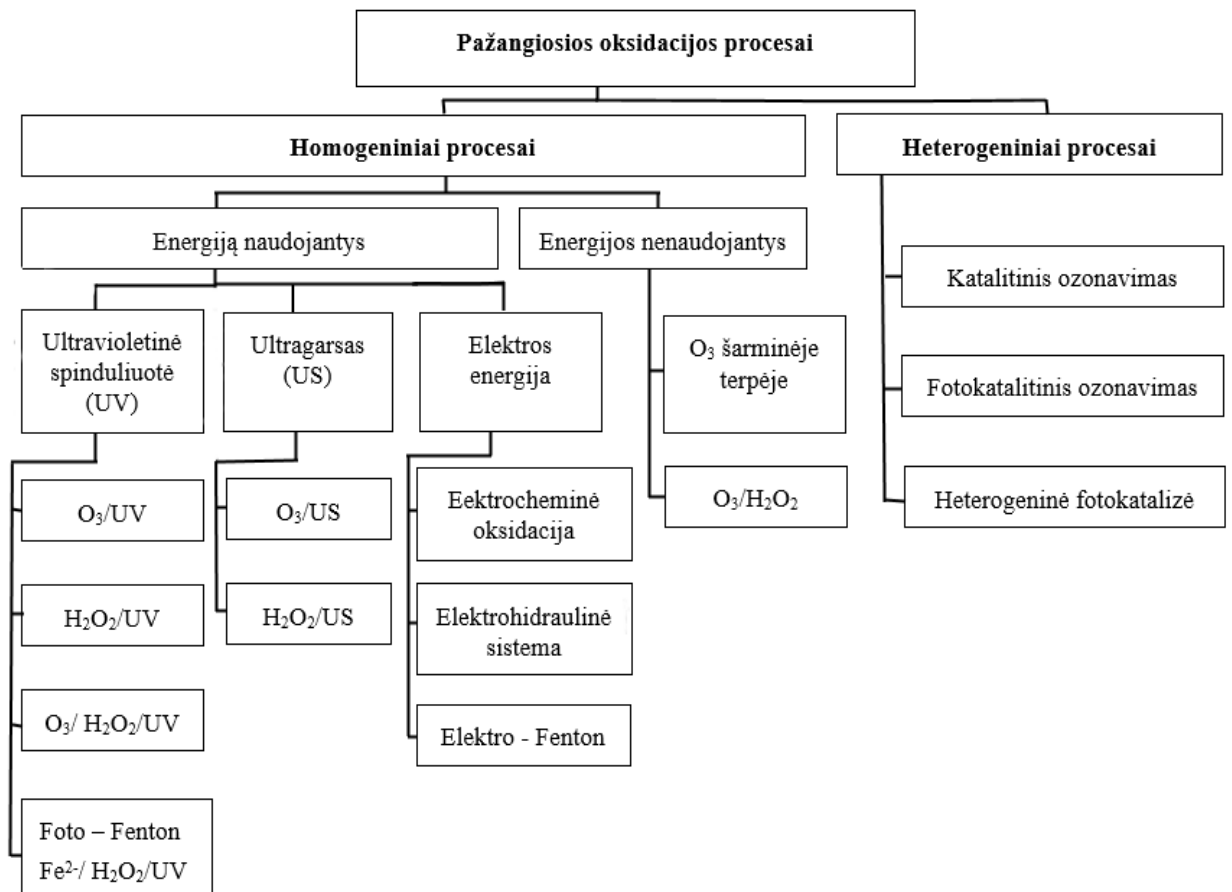 Pažangiosios oksidacijos procesai
Homogeniniai procesai
Heterogeniniai procesai
Energiją naudojantys
Energijos nenaudojantys
Ultravioletinė
spinduliuotė
(UV)
Ultragarsas
(US)
Elektros
energija
O₃ šarminėje
terpėje
Katalitinis ozonavimas
Fotokatalitinis ozonavimas
Heterogeninė fotokatalizė
O₃/UV
H₂O₂/UV
O₃/ H₂O₂/UV
Foto – Fenton
Fe²⁻/ H₂O₂/UV
O₃/US
H₂O₂/US
Eektrocheminė
oksidacija
Elektrohidraulinė
sistema
Elektro - Fenton
O₃/H₂O₂